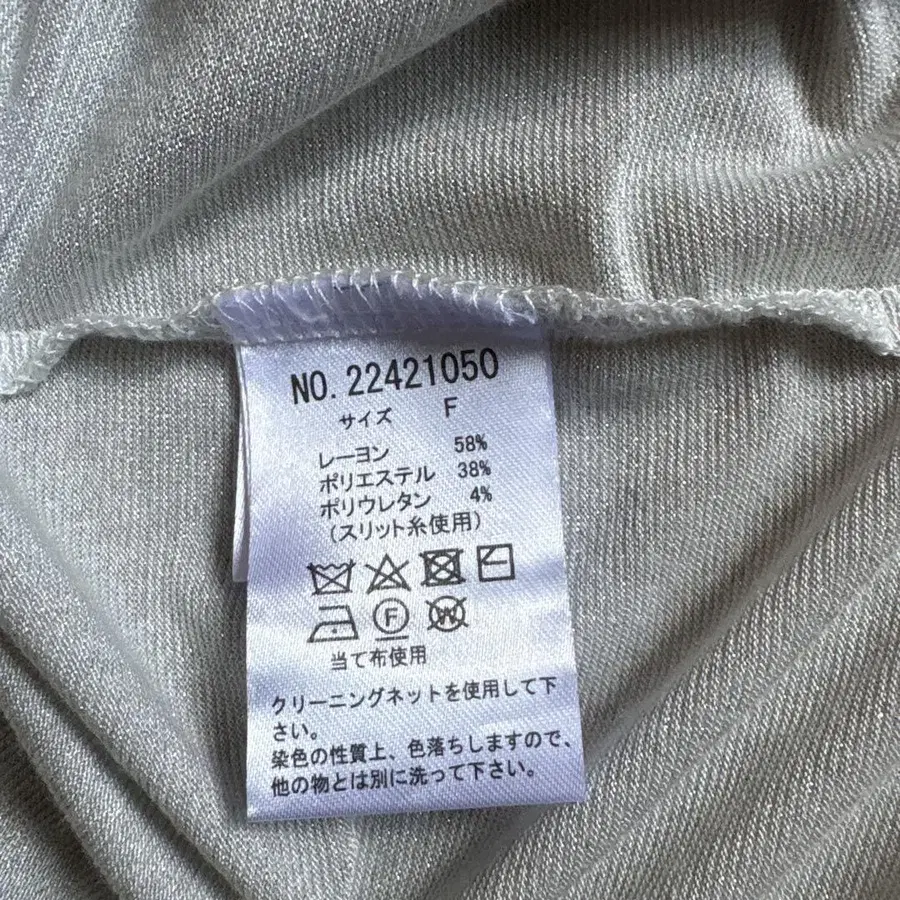 NO. 22421050
サイズ F
レーヨン 58%
ポリエステル 38%
ポリウレタン 4%
(スリット糸使用)
F W
当て布使用
クリーニングネットを使用して下
さい。
染色の性質上、色落ちしますので、
他の物とは別に洗って下さい。